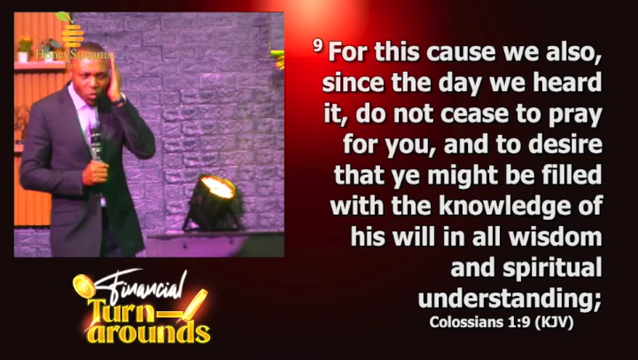 Honey Streams
9 For this cause we also,
since the day we heard
it, do not cease to pray
for you, and to desire
that ye might be filled
with the knowledge of
his will in all wisdom
and spiritual
understanding;
Colossians 1:9 (KJV)
Financial
Turn-
arounds